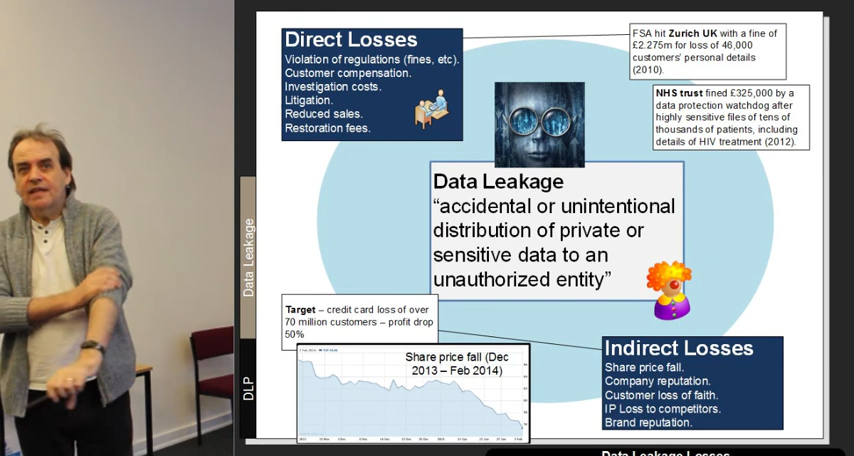 Direct Losses
Violation of regulations (fines, etc).
Customer compensation.
Investigation costs.
Litigation.
Reduced sales.
Restoration fees.
FSA hit Zurich UK with a fine of
£2.275m for loss of 46,000
customers' personal details
(2010).
NHS trust fined £325,000 by a
data protection watchdog after
highly sensitive files of tens of
thousands of patients, including
details of HIV treatment (2012).
Data Leakage
“accidental or unintentional
distribution of private or
sensitive data to an
unauthorized entity”
Data Leakage
DLP
Target – credit card loss of over
70 million customers – profit drop
50%
Share price fall (Dec
2013 – Feb 2014)
Indirect Losses
Share price fall.
Company reputation.
Customer loss of faith.
IP Loss to competitors.
Brand reputation.
Data Leakage Losses